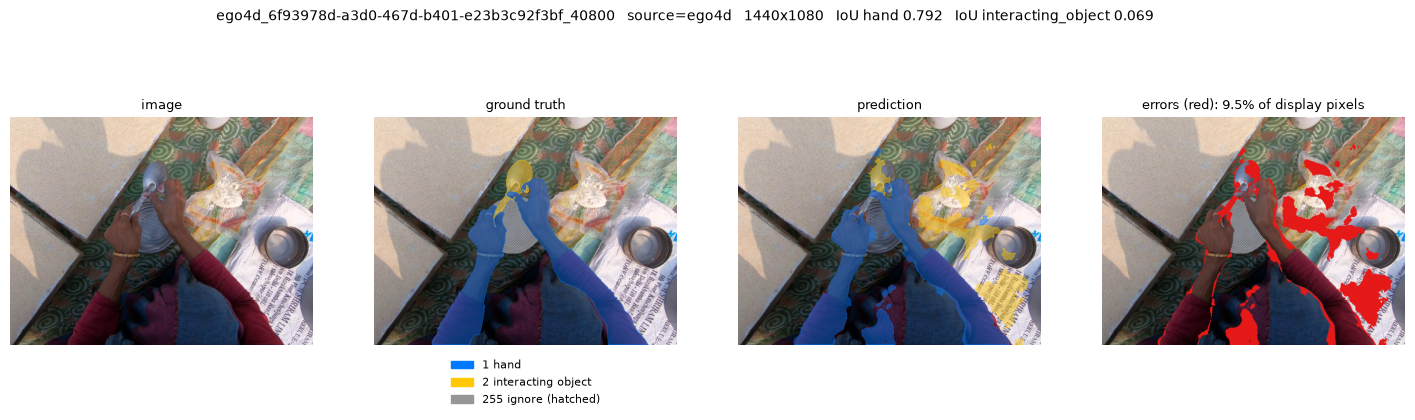 ego4d_6f93978d-a3d0-467d-b401-e23b3c92f3bf_40800 source=ego4d 1440x1080 IoU hand 0.792 IoU interacting_object 0.069
image
ground truth
prediction
errors (red): 9.5% of display pixels
1 hand
2 interacting object
255 ignore (hatched)